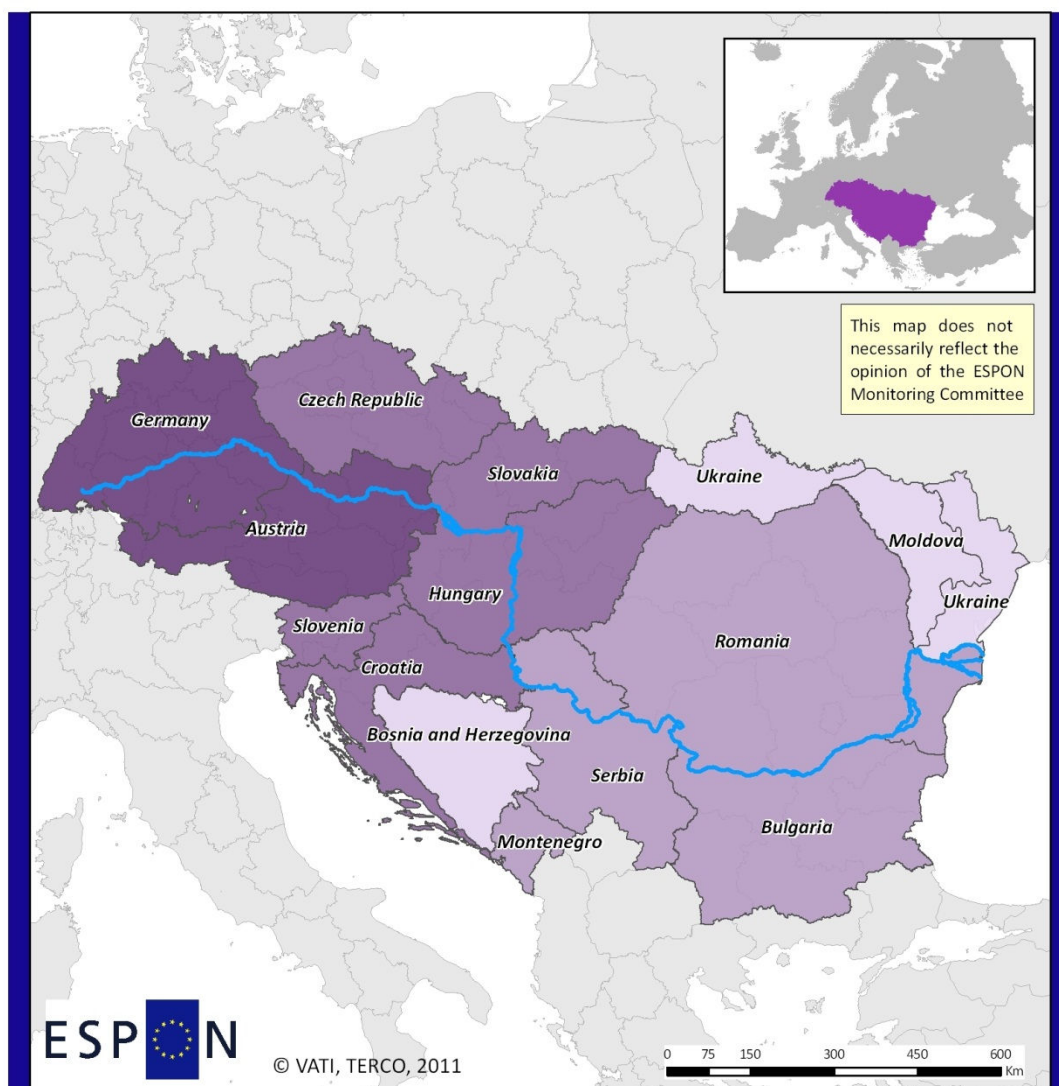 This map does not
necessarily reflect the
opinion of the ESPON
Monitoring Committee
Czech Republic
Germany
Slovakia
Ukraine
Austria
Moldova
Hungary
Ukraine
Slovenia
Romania
Croatia
Bosnia and Herzegovina
Serbia
Bulgaria
Montenegro
ESPON
© VATI, TERCO, 2011
0 75 150 300 450 600
Km